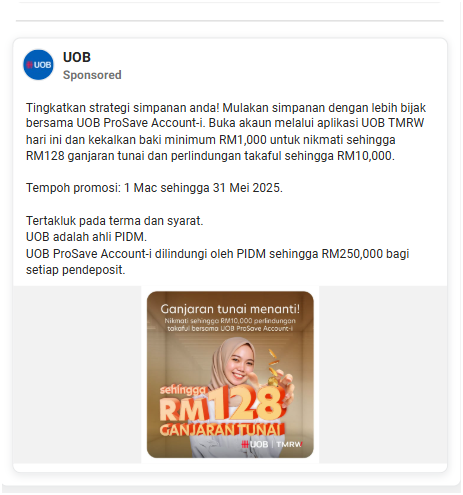 UOB
UOB
Sponsored
Tingkatkan strategi simpanan anda! Mulakan simpanan dengan lebih bijak
bersama UOB ProSave Account-i. Buka akaun melalui aplikasi UOB TMRW
hari ini dan kekalkan baki minimum RM1,000 untuk nikmati sehingga
RM128 ganjaran tunai dan perlindungan takaful sehingga RM10,000.
Tempoh promosi: 1 Mac sehingga 31 Mei 2025.
Tertakluk pada terma dan syarat.
UOB adalah ahli PIDM.
UOB ProSave Account-i dilindungi oleh PIDM sehingga RM250,000 bagi
setiap pendeposit.
Ganjaran tunai menanti!
Nikmati sehingga RM10,000 perlindungan
takaful bersama UOB ProSave Account-i
sehingga
RM128
GANJARAN TUNAI
UOB | TMRW